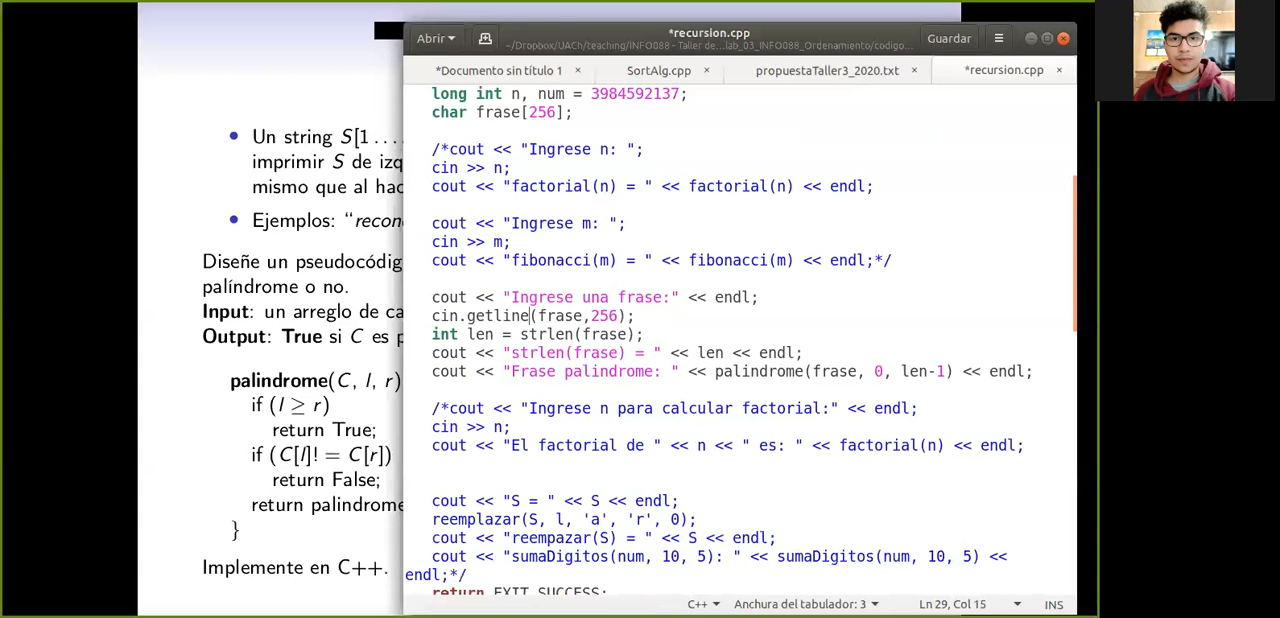 Abrir
*recursion.cpp
~/Dropbox/UACh/teaching/INFO088 - Taller de...lab_03_INFO088_Ordenamiento/codigo...
Guardar
*Documento sin título 1
SortAlg.cpp
propuestaTaller3_2020.txt
*recursion.cpp
long int n, num = 3984592137;
char frase[256];
/*cout << "Ingrese n: ";
cin >> n;
cout << "factorial(n) = " << factorial(n) << endl;
cout << "Ingrese m: ";
cin >> m;
cout << "fibonacci(m) = " << fibonacci(m) << endl;*/
cout << "Ingrese una frase:" << endl;
cin.getline(frase,256);
int len = strlen(frase);
cout << "strlen(frase) = " << len << endl;
cout << "Frase palindrome: " << palindrome(frase, 0, len-1) << endl;
/*cout << "Ingrese n para calcular factorial:" << endl;
cin >> n;
cout << "El factorial de " << n << " es: " << factorial(n) << endl;
cout << "S = " << S << endl;
reemplazar(S, l, 'a', 'r', 0);
cout << "reempazar(S) = " << S << endl;
cout << "sumaDigitos(num, 10, 5): " << sumaDigitos(num, 10, 5) <<
endl;*/
return EXIT_SUCCESS;
C++
Anchura del tabulador: 3
Ln 29, Col 15
INS
• Un string S[1 . . .
imprimir S de izq
mismo que al hac
• Ejemplos: “recon
Diseñe un pseudocódig
palíndrome o no.
Input: un arreglo de ca
Output: True si C es p
palindrome(C, l, r)
if (l ≥ r)
return True;
if (C[l]! = C[r])
return False;
return palindrome
}
Implemente en C++.